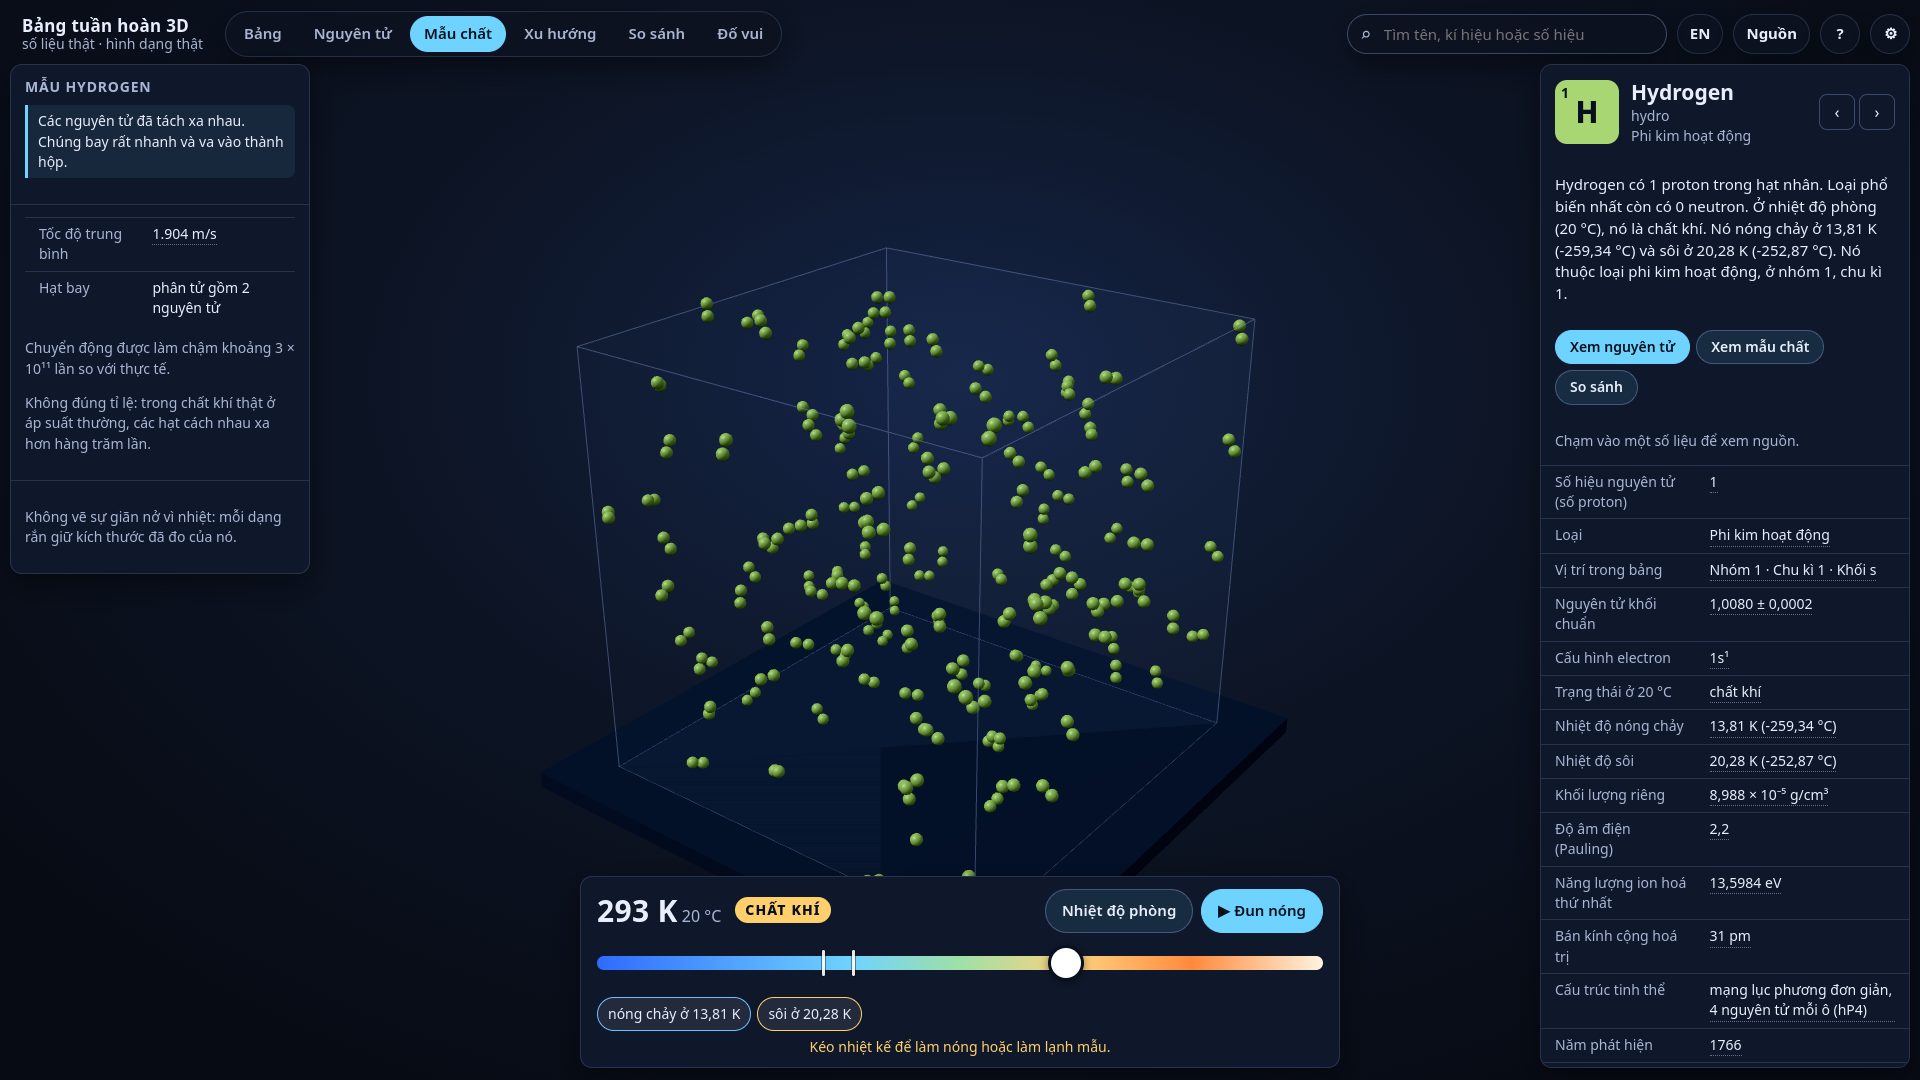 Bảng tuần hoàn 3D
số liệu thật · hình dạng thật
Bảng
Nguyên tử
Mẫu chất
Xu hướng
So sánh
Đố vui
Tìm tên, kí hiệu hoặc số hiệu
EN
Nguồn
?
MẪU HYDROGEN
Các nguyên tử đã tách xa nhau.
Chúng bay rất nhanh và va vào thành
hộp.
Tốc độ trung
bình
1.904 m/s
Hạt bay
phân tử gồm 2
nguyên tử
Chuyển động được làm chậm khoảng 3 ×
10¹¹ lần so với thực tế.
Không đúng tỉ lệ: trong chất khí thật ở
áp suất thường, các hạt cách nhau xa
hơn hàng trăm lần.
Không vẽ sự giãn nở vì nhiệt: mỗi dạng
rắn giữ kích thước đã đo của nó.
293 K 20 °C
CHẤT KHÍ
Nhiệt độ phòng
▶ Đun nóng
nóng chảy ở 13,81 K
sôi ở 20,28 K
Kéo nhiệt kế để làm nóng hoặc làm lạnh mẫu.
1
H
Hydrogen
hydro
Phi kim hoạt động
‹
›
Hydrogen có 1 proton trong hạt nhân. Loại phổ
biến nhất còn có 0 neutron. Ở nhiệt độ phòng
(20 °C), nó là chất khí. Nó nóng chảy ở 13,81 K
(-259,34 °C) và sôi ở 20,28 K (-252,87 °C). Nó
thuộc loại phi kim hoạt động, ở nhóm 1, chu kì
1.
Xem nguyên tử
Xem mẫu chất
So sánh
Chạm vào một số liệu để xem nguồn.
Số hiệu nguyên tử
(số proton)
1
Loại
Phi kim hoạt động
Vị trí trong bảng
Nhóm 1 · Chu kì 1 · Khối s
Nguyên tử khối
chuẩn
1,0080 ± 0,0002
Cấu hình electron
1s¹
Trạng thái ở 20 °C
chất khí
Nhiệt độ nóng chảy
13,81 K (-259,34 °C)
Nhiệt độ sôi
20,28 K (-252,87 °C)
Khối lượng riêng
8,988 × 10⁻⁵ g/cm³
Độ âm điện
(Pauling)
2,2
Năng lượng ion hoá
thứ nhất
13,5984 eV
Bán kính cộng hoá
trị
31 pm
Cấu trúc tinh thể
mạng lục phương đơn giản,
4 nguyên tử mỗi ô (hP4)
Năm phát hiện
1766